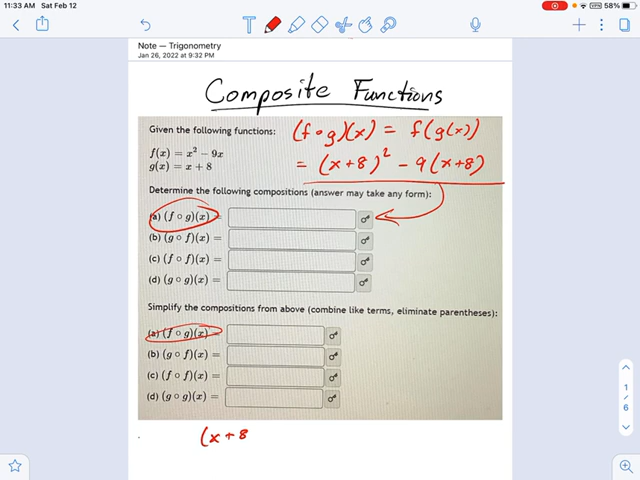 11:33 AM Sat Feb 12
58%
Note — Trigonometry
Jan 26, 2022 at 9:32 PM
Composite Functions
Given the following functions:
(f∘g)(x) = f(g(x))
f(x) = x² − 9x
= (x+8)² − 9(x+8)
g(x) = x + 8
Determine the following compositions (answer may take any form):
(a) (f ∘ g)(x) =
(b) (g ∘ f)(x) =
(c) (f ∘ f)(x) =
(d) (g ∘ g)(x) =
Simplify the compositions from above (combine like terms, eliminate parentheses):
(a) (f ∘ g)(x) =
(b) (g ∘ f)(x) =
(c) (f ∘ f)(x) =
(d) (g ∘ g)(x) =
(x+8
1
/
6